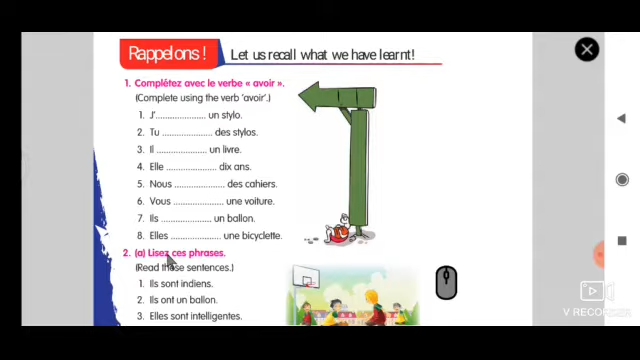 Rappelons !
Let us recall what we have learnt!
1. Complétez avec le verbe « avoir ».
(Complete using the verb 'avoir'.)
1. J'.................... un stylo.
2. Tu .................... des stylos.
3. Il .................... un livre.
4. Elle .................... dix ans.
5. Nous .................... des cahiers.
6. Vous .................... une voiture.
7. Ils .................... un ballon.
8. Elles .................... une bicyclette.
2. (a) Lisez ces phrases.
(Read these sentences.)
1. Ils sont indiens.
2. Ils ont un ballon.
3. Elles sont intelligentes.
V RECORDER